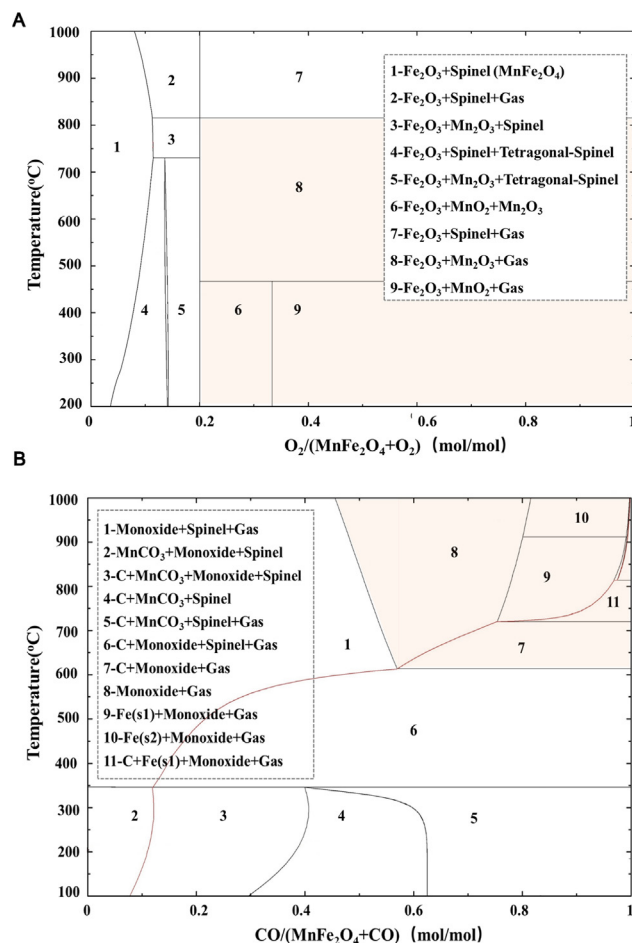 A
1000
900
800
700
600
500
400
300
200
Temperature(°C)
1
2
3
4
5
6
7
8
9
1-Fe₂O₃+Spinel (MnFe₂O₄)
2-Fe₂O₃+Spinel+Gas
3-Fe₂O₃+Mn₂O₃+Spinel
4-Fe₂O₃+Spinel+Tetragonal-Spinel
5-Fe₂O₃+Mn₂O₃+Tetragonal-Spinel
6-Fe₂O₃+MnO₂+Mn₂O₃
7-Fe₂O₃+Spinel+Gas
8-Fe₂O₃+Mn₂O₃+Gas
9-Fe₂O₃+MnO₂+Gas
0 0.2 0.4 0.6 0.8 1
O₂/(MnFe₂O₄+O₂) (mol/mol)
B
1000
900
800
700
600
500
400
300
200
100
Temperature(°C)
1-Monoxide+Spinel+Gas
2-MnCO₃+Monoxide+Spinel
3-C+MnCO₃+Monoxide+Spinel
4-C+MnCO₃+Spinel
5-C+MnCO₃+Spinel+Gas
6-C+Monoxide+Spinel+Gas
7-C+Monoxide+Gas
8-Monoxide+Gas
9-Fe(s1)+Monoxide+Gas
10-Fe(s2)+Monoxide+Gas
11-C+Fe(s1)+Monoxide+Gas
10
8
9
11
1
7
6
2
3
4
5
0 0.2 0.4 0.6 0.8 1
CO/(MnFe₂O₄+CO) (mol/mol)